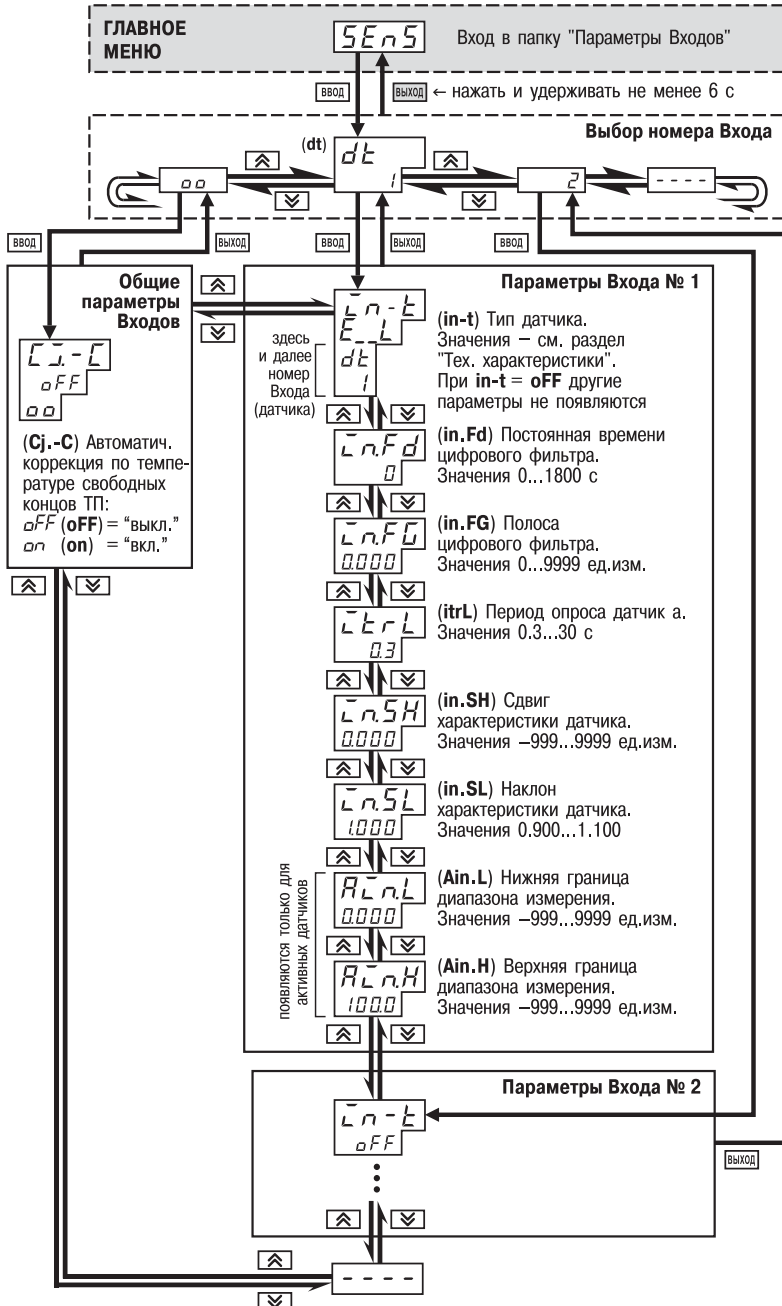 ГЛАВНОЕ
МЕНЮ
SEnS
Вход в папку "Параметры Входов"
ВВОД
ВЫХОД
← нажать и удерживать не менее 6 с
Выбор номера Входа
(dt)
dt
1
oo
2
- - - -
ВВОД
ВЫХОД
ВВОД
ВЫХОД
ВВОД
Общие
параметры
Входов
Cj.-C
oFF
oo
(Cj.-C) Автоматич.
коррекция по темпе-
ратуре свободных
концов ТП:
oFF (oFF) = “выкл.”
on (on) = “вкл.”
Параметры Входа № 1
in-t
E_L
dt
1
здесь
и далее
номер
Входа
(датчика)
(in-t) Тип датчика.
Значения – см. раздел
"Тех. характеристики".
При in-t = oFF другие
параметры не появляются
in.Fd
0
(in.Fd) Постоянная времени
цифрового фильтра.
Значения 0...1800 с
in.FG
0.000
(in.FG) Полоса
цифрового фильтра.
Значения 0...9999 ед.изм.
itrL
0.3
(itrL) Период опроса датчик а.
Значения 0.3...30 с
in.SH
0.000
(in.SH) Сдвиг
характеристики датчика.
Значения –999...9999 ед.изм.
in.SL
1.000
(in.SL) Наклон
характеристики датчика.
Значения 0.900...1.100
появляются только для
активных датчиков
Ain.L
0.000
(Ain.L) Нижняя граница
диапазона измерения.
Значения –999...9999 ед.изм.
Ain.H
100.0
(Ain.H) Верхняя граница
диапазона измерения.
Значения –999...9999 ед.изм.
Параметры Входа № 2
in-t
oFF
ВЫХОД
- - - -